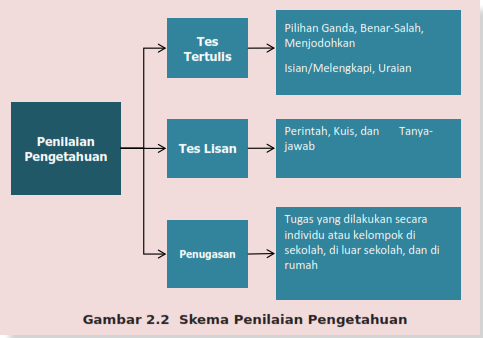 Penilaian
Pengetahuan
Tes
Tertulis
Pilihan Ganda, Benar-Salah,
Menjodohkan
Isian/Melengkapi, Uraian
Tes Lisan
Perintah, Kuis, dan Tanya-
jawab
Penugasan
Tugas yang dilakukan secara
individu atau kelompok di
sekolah, di luar sekolah, dan di
rumah
Gambar 2.2 Skema Penilaian Pengetahuan